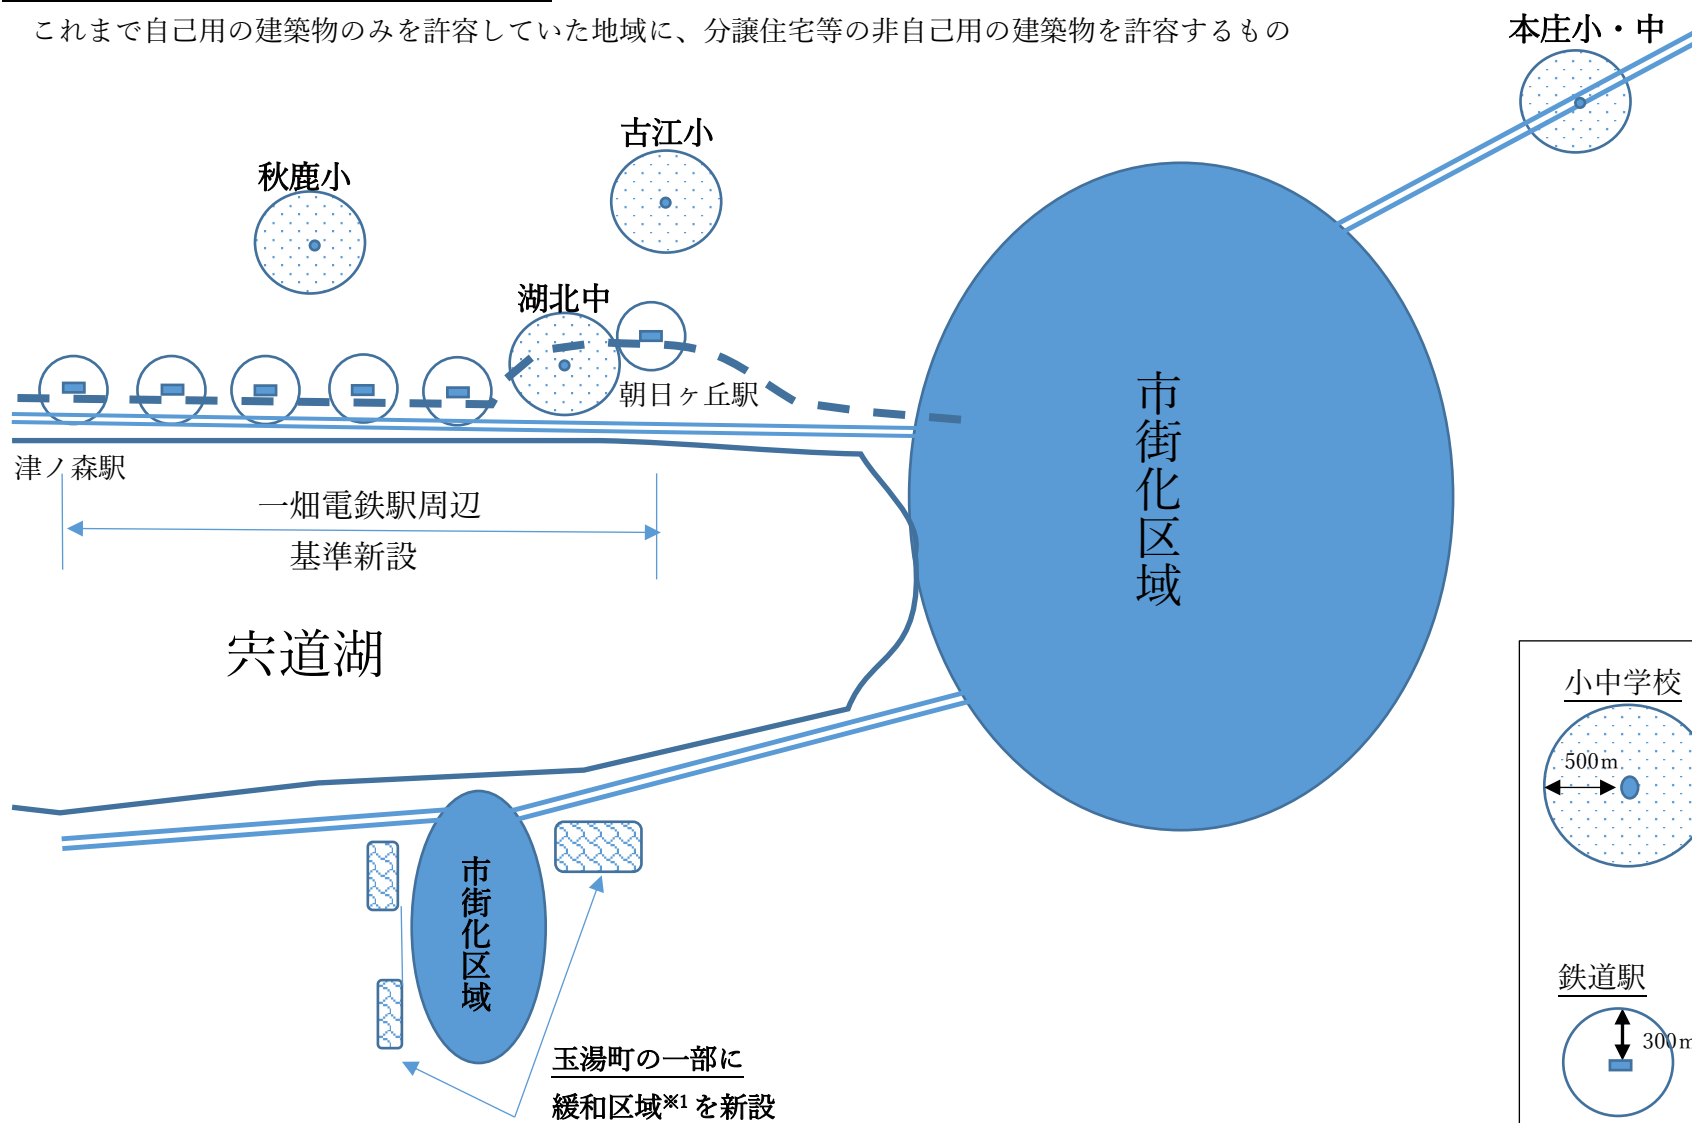 これまで自己用の建築物のみを許容していた地域に、分譲住宅等の非自己用の建築物を許容するもの
本庄小・中
古江小
秋鹿小
湖北中
朝日ヶ丘駅
津ノ森駅
一畑電鉄駅周辺
基準新設
市街化区域
宍道湖
小中学校
500m
市街化区域
鉄道駅
300m
玉湯町の一部に
緩和区域※1 を新設